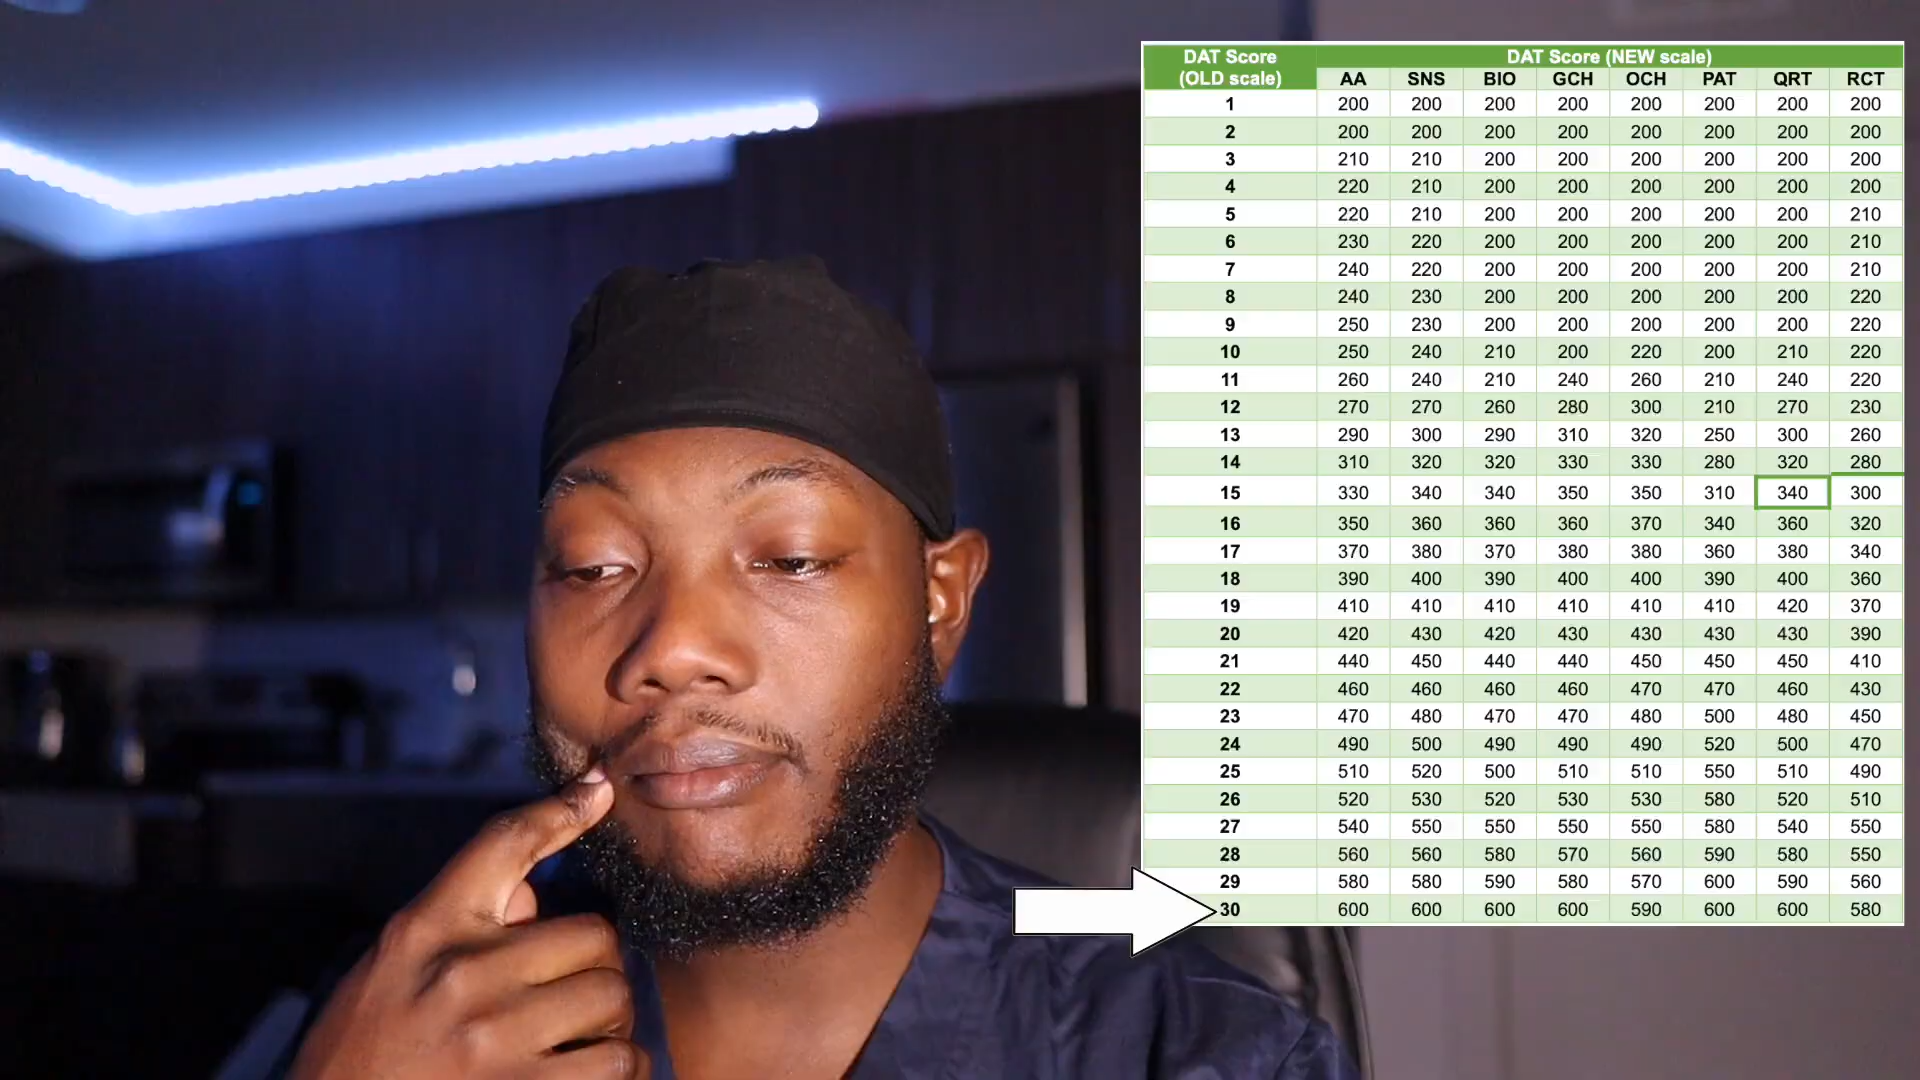 DAT Score (OLD scale) DAT Score (NEW scale)
AA SNS BIO GCH OCH PAT QRT RCT
1 200 200 200 200 200 200 200 200
2 200 200 200 200 200 200 200 200
3 210 210 200 200 200 200 200 200
4 220 210 200 200 200 200 200 200
5 220 210 200 200 200 200 200 210
6 230 220 200 200 200 200 200 210
7 240 220 200 200 200 200 200 210
8 240 230 200 200 200 200 200 220
9 250 230 200 200 200 200 200 220
10 250 240 210 200 220 200 210 220
11 260 240 210 240 260 210 240 220
12 270 270 260 280 300 210 270 230
13 290 300 290 310 320 250 300 260
14 310 320 320 330 330 280 320 280
15 330 340 340 350 350 310 340 300
16 350 360 360 360 370 340 360 320
17 370 380 370 380 380 360 380 340
18 390 400 390 400 400 390 400 360
19 410 410 410 410 410 410 420 370
20 420 430 420 430 430 430 430 390
21 440 450 440 440 450 450 450 410
22 460 460 460 460 470 470 460 430
23 470 480 470 470 480 500 480 450
24 490 500 490 490 490 520 500 470
25 510 520 500 510 510 550 510 490
26 520 530 520 530 530 580 520 510
27 540 550 550 550 550 580 540 550
28 560 560 580 570 560 590 580 550
29 580 580 590 580 570 600 590 560
30 600 600 600 600 590 600 600 580